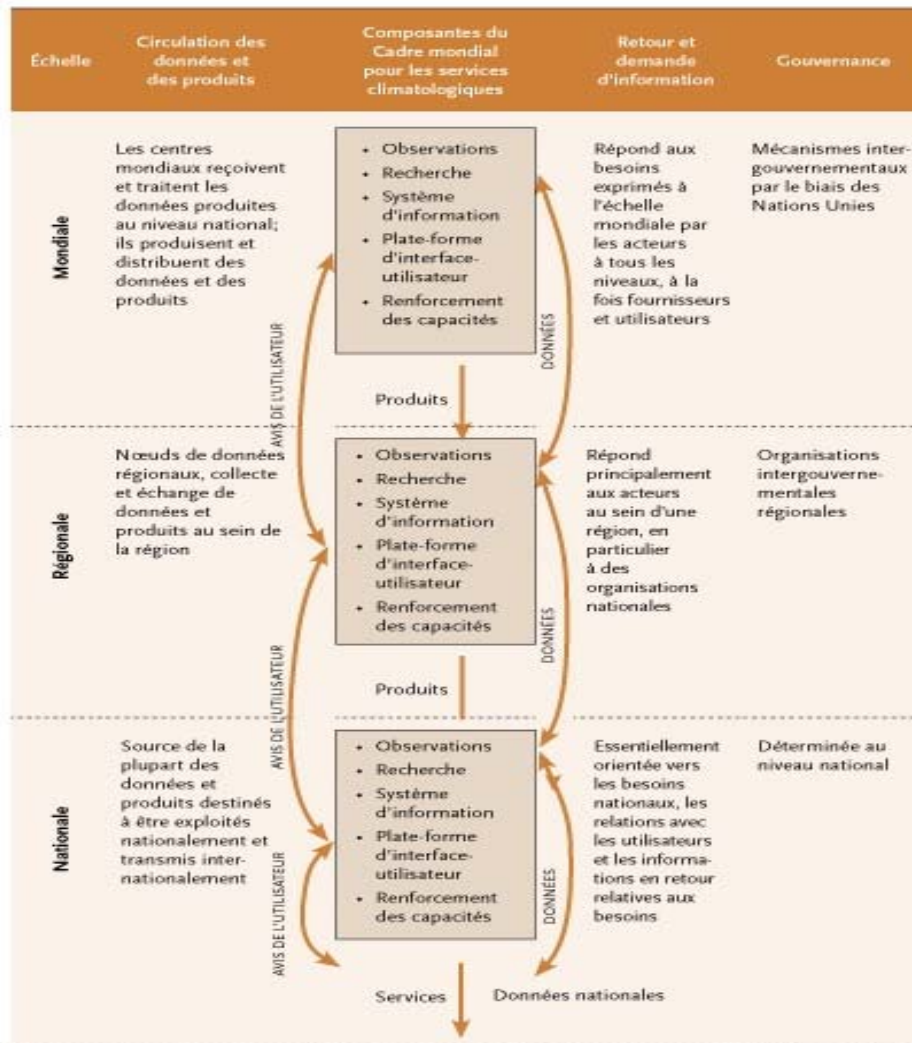 Échelle
Circulation des
données et
des produits
Composantes du
Cadre mondial
pour les services
climatologiques
Retour et
demande
d'information
Gouvernance
Mondiale
Les centres
mondiaux reçoivent
et traitent les
données produites
au niveau national;
ils produisent et
distribuent des
données et des
produits
• Observations
• Recherche
• Système
d'information
• Plate-forme
d'interface-
utilisateur
• Renforcement
des capacités
Répond aux
besoins
exprimés à
l'échelle
mondiale par
les acteurs
à tous les
niveaux, à la
fois fournisseurs
et utilisateurs
Mécanismes inter-
gouvernementaux
par le biais des
Nations Unies
AVIS DE L'UTILISATEUR
DONNÉES
Produits
Régionale
Nœuds de données
régionaux, collecte
et échange de
données et
produits au sein de
la région
• Observations
• Recherche
• Système
d'information
• Plate-forme
d'interface-
utilisateur
• Renforcement
des capacités
Répond
principalement
aux acteurs
au sein d'une
région, en
particulier
à des
organisations
nationales
Organisations
intergouverne-
mentales
régionales
AVIS DE L'UTILISATEUR
DONNÉES
Produits
Nationale
Source de la
plupart des
données et
produits destinés
à être exploités
nationalement et
transmis inter-
nationalement
• Observations
• Recherche
• Système
d'information
• Plate-forme
d'interface-
utilisateur
• Renforcement
des capacités
Essentiellement
orientée vers
les besoins
nationaux, les
relations avec
les utilisateurs
et les informa-
tions en retour
relatives aux
besoins
Déterminée au
niveau national
AVIS DE L'UTILISATEUR
DONNÉES
Services
Données nationales